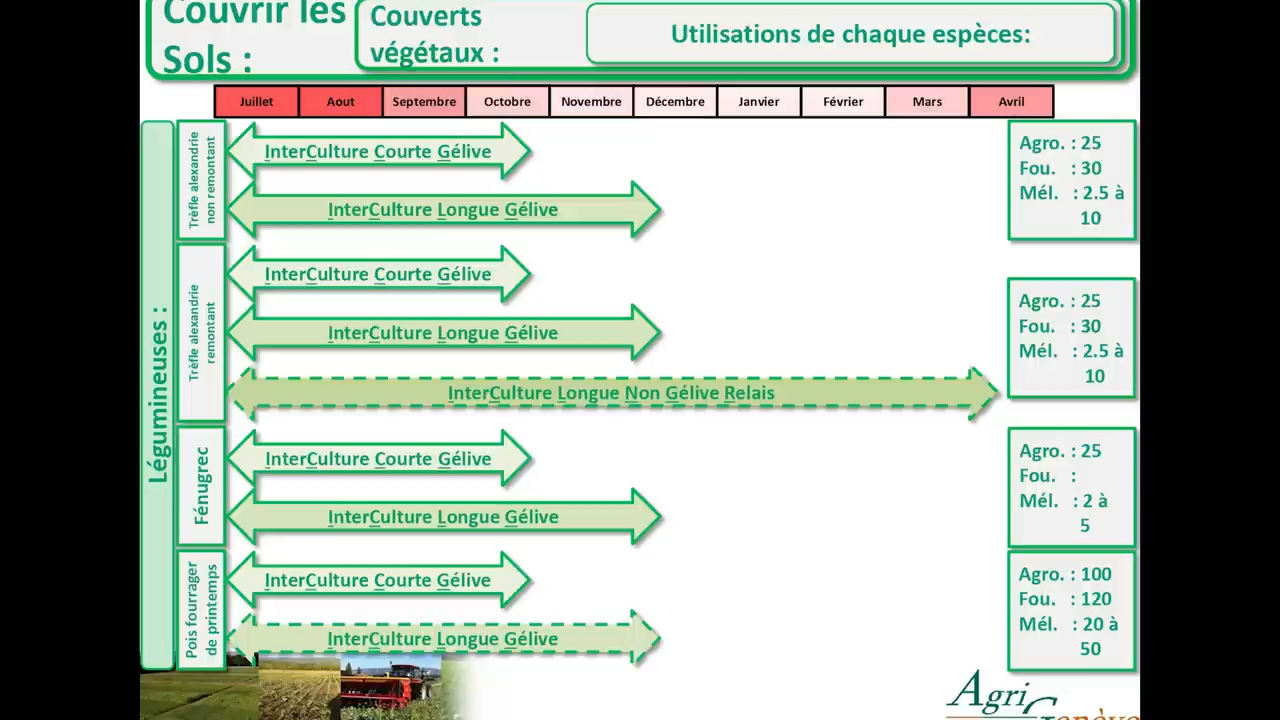 Couvrir les
Sols :
Couverts
végétaux :
Utilisations de chaque espèces:
Juillet Aout Septembre Octobre Novembre Décembre Janvier Février Mars Avril
Légumineuses :
Trèfle alexandrie
non remontant
InterCulture Courte Gélive
InterCulture Longue Gélive
Agro. : 25
Fou. : 30
Mél. : 2.5 à
10
Trèfle alexandrie
remontant
InterCulture Courte Gélive
InterCulture Longue Gélive
InterCulture Longue Non Gélive Relais
Agro. : 25
Fou. : 30
Mél. : 2.5 à
10
Fénugrec
InterCulture Courte Gélive
InterCulture Longue Gélive
Agro. : 25
Fou. :
Mél. : 2 à
5
Pois fourrager
de printemps
InterCulture Courte Gélive
InterCulture Longue Gélive
Agro. : 100
Fou. : 120
Mél. : 20 à
50
Agri
Genève